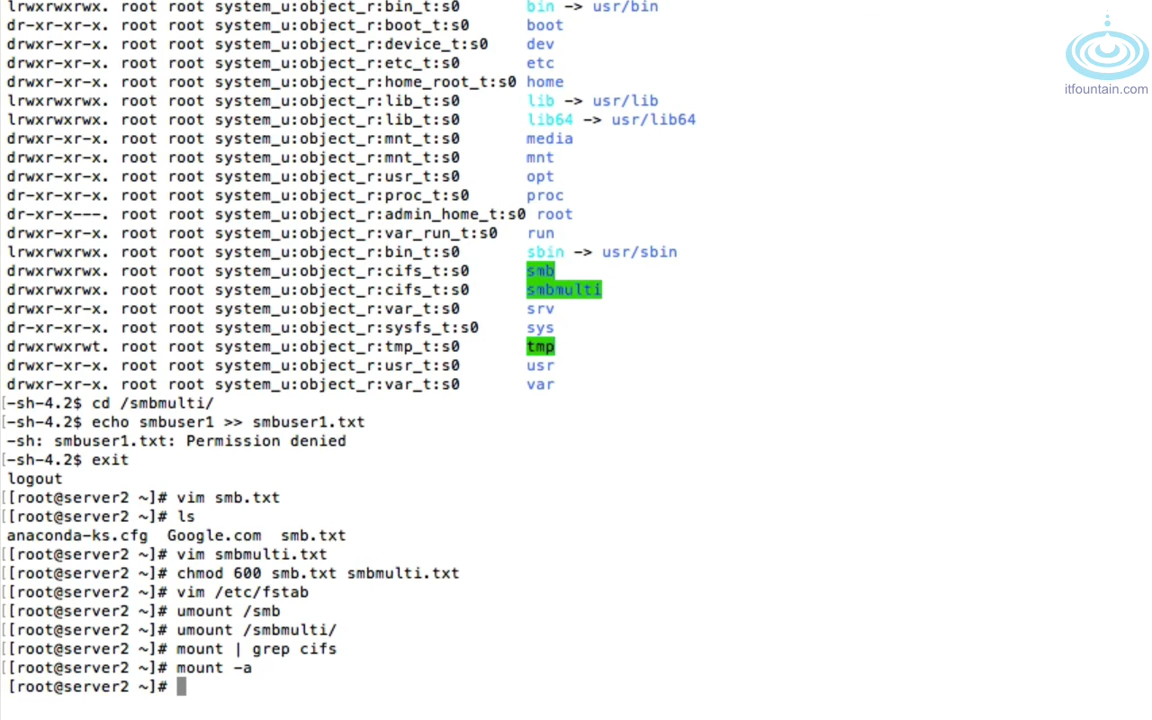 lrwxrwxrwx. root root system_u:object_r:bin_t:s0       bin -> usr/bin
dr-xr-xr-x. root root system_u:object_r:boot_t:s0      boot
drwxr-xr-x. root root system_u:object_r:device_t:s0    dev
drwxr-xr-x. root root system_u:object_r:etc_t:s0       etc
drwxr-xr-x. root root system_u:object_r:home_root_t:s0 home
lrwxrwxrwx. root root system_u:object_r:lib_t:s0       lib -> usr/lib
lrwxrwxrwx. root root system_u:object_r:lib_t:s0       lib64 -> usr/lib64
drwxr-xr-x. root root system_u:object_r:mnt_t:s0       media
drwxr-xr-x. root root system_u:object_r:mnt_t:s0       mnt
drwxr-xr-x. root root system_u:object_r:usr_t:s0       opt
dr-xr-xr-x. root root system_u:object_r:proc_t:s0      proc
dr-xr-x---. root root system_u:object_r:admin_home_t:s0 root
drwxr-xr-x. root root system_u:object_r:var_run_t:s0   run
lrwxrwxrwx. root root system_u:object_r:bin_t:s0       sbin -> usr/sbin
drwxrwxrwx. root root system_u:object_r:cifs_t:s0      smb
drwxrwxrwx. root root system_u:object_r:cifs_t:s0      smbmulti
drwxr-xr-x. root root system_u:object_r:var_t:s0       srv
dr-xr-xr-x. root root system_u:object_r:sysfs_t:s0     sys
drwxrwxrwt. root root system_u:object_r:tmp_t:s0       tmp
drwxr-xr-x. root root system_u:object_r:usr_t:s0       usr
drwxr-xr-x. root root system_u:object_r:var_t:s0       var
[-sh-4.2$ cd /smbmulti/
[-sh-4.2$ echo smbuser1 >> smbuser1.txt
-sh: smbuser1.txt: Permission denied
[-sh-4.2$ exit
logout
[[root@server2 ~]# vim smb.txt
[[root@server2 ~]# ls
anaconda-ks.cfg  Google.com  smb.txt
[[root@server2 ~]# vim smbmulti.txt
[[root@server2 ~]# chmod 600 smb.txt smbmulti.txt
[[root@server2 ~]# vim /etc/fstab
[[root@server2 ~]# umount /smb
[[root@server2 ~]# umount /smbmulti/
[[root@server2 ~]# mount | grep cifs
[[root@server2 ~]# mount -a
[root@server2 ~]#
itfountain.com